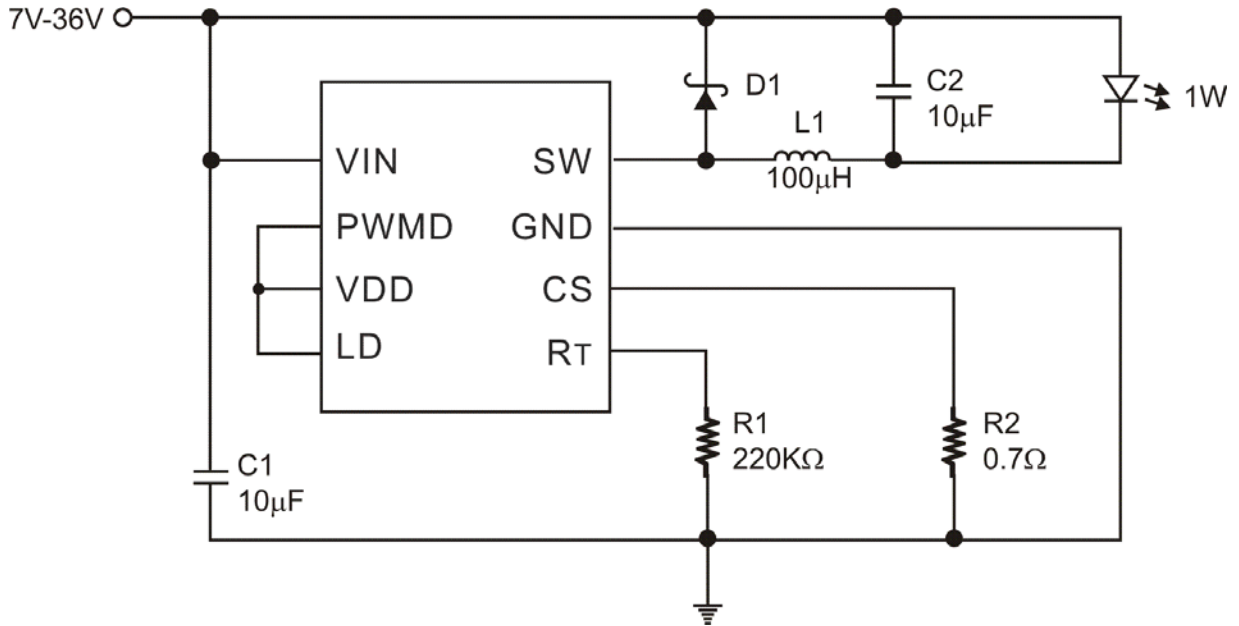 7V-36V
D1
C2
10μF
1W
L1
100μH
VIN
SW
PWMD
GND
VDD
CS
LD
RT
R1
220KΩ
R2
0.7Ω
C1
10μF